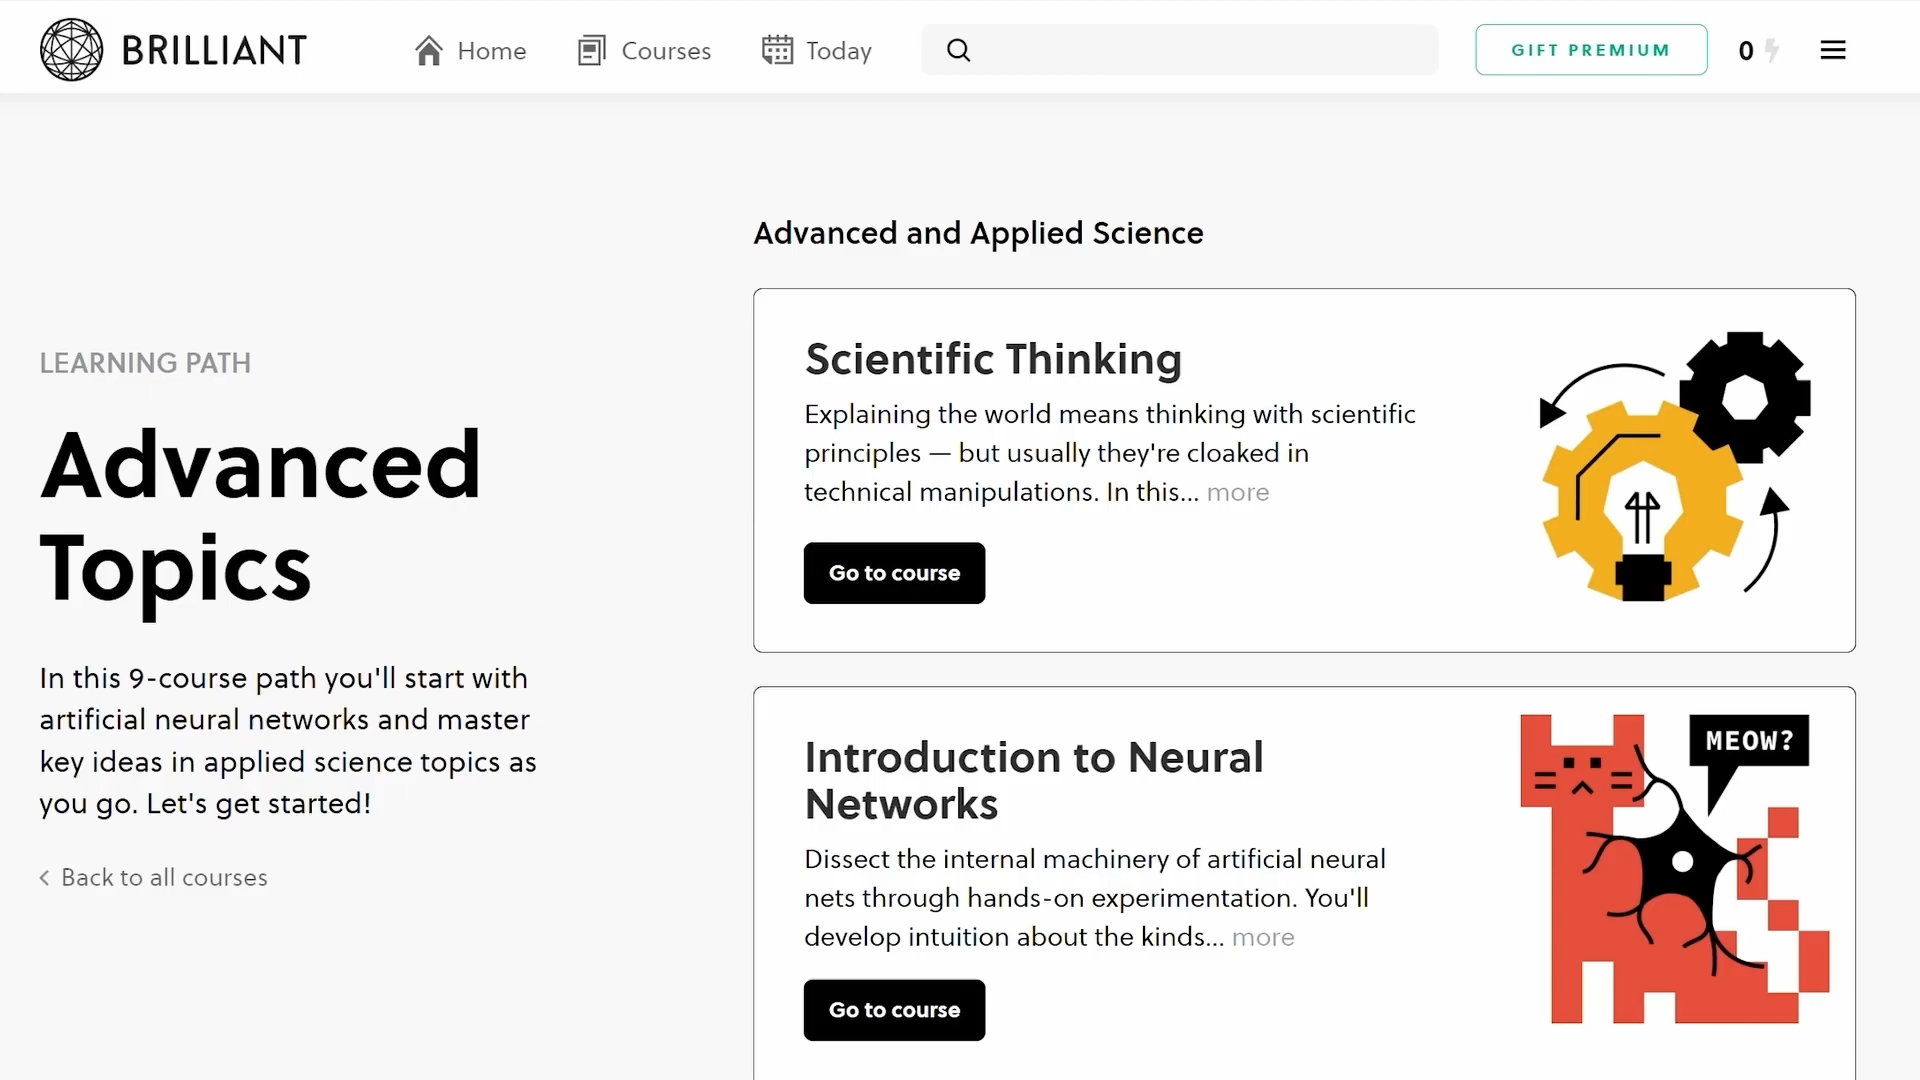 BRILLIANT
Home
Courses
Today
GIFT PREMIUM
0
LEARNING PATH
Advanced
Topics
In this 9-course path you'll start with
artificial neural networks and master
key ideas in applied science topics as
you go. Let's get started!
Back to all courses
Advanced and Applied Science
Scientific Thinking
Explaining the world means thinking with scientific
principles — but usually they're cloaked in
technical manipulations. In this... more
Go to course
Introduction to Neural
Networks
MEOW?
Dissect the internal machinery of artificial neural
nets through hands-on experimentation. You'll
develop intuition about the kinds... more
Go to course